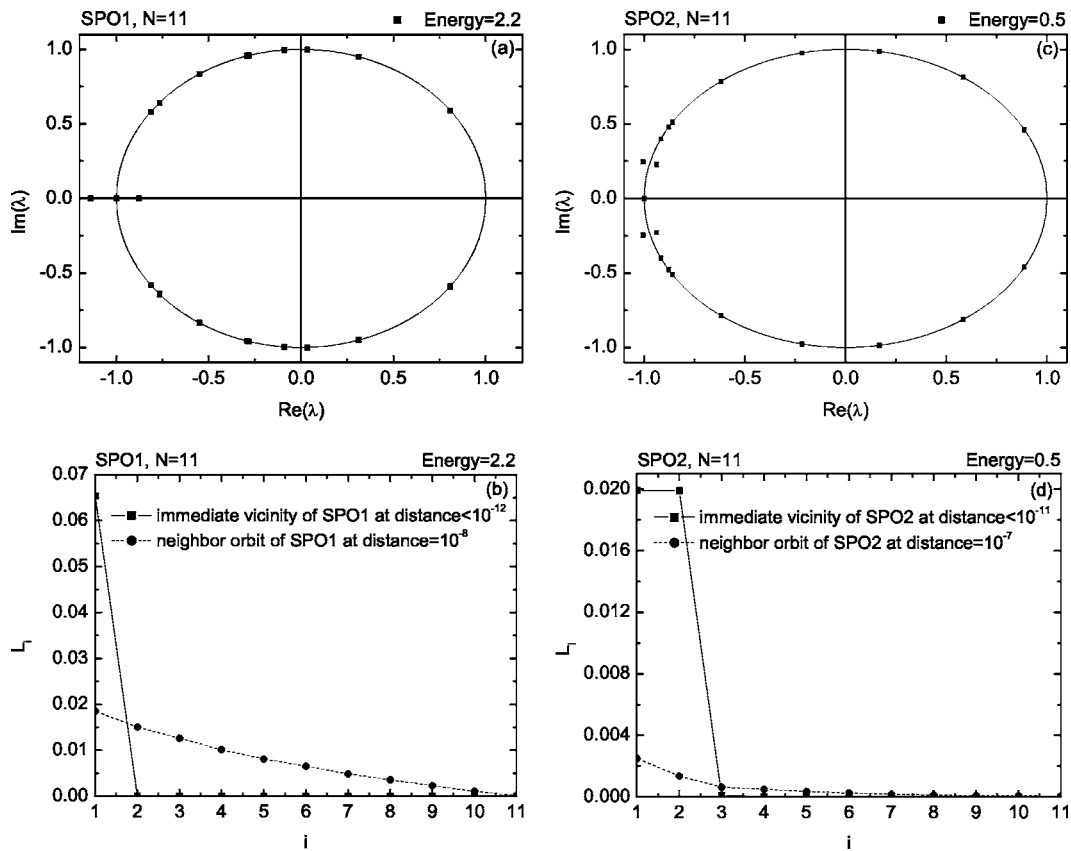 SPO1, N=11 Energy=2.2
(a)
1.0
0.5
0.0
-0.5
-1.0
Im(λ)
-1.0 -0.5 0.0 0.5 1.0
Re(λ)
SPO2, N=11 Energy=0.5
(c)
1.0
0.5
0.0
-0.5
-1.0
Im(λ)
-1.0 -0.5 0.0 0.5 1.0
Re(λ)
SPO1, N=11 Energy=2.2
(b)
immediate vicinity of SPO1 at distance<10⁻¹²
neighbor orbit of SPO1 at distance=10⁻⁸
0.07
0.06
0.05
0.04
0.03
0.02
0.01
0.00
Lᵢ
1 2 3 4 5 6 7 8 9 10 11
i
SPO2, N=11 Energy=0.5
(d)
immediate vicinity of SPO2 at distance<10⁻¹¹
neighbor orbit of SPO2 at distance=10⁻⁷
0.020
0.016
0.012
0.008
0.004
0.000
Lᵢ
1 2 3 4 5 6 7 8 9 10 11
i